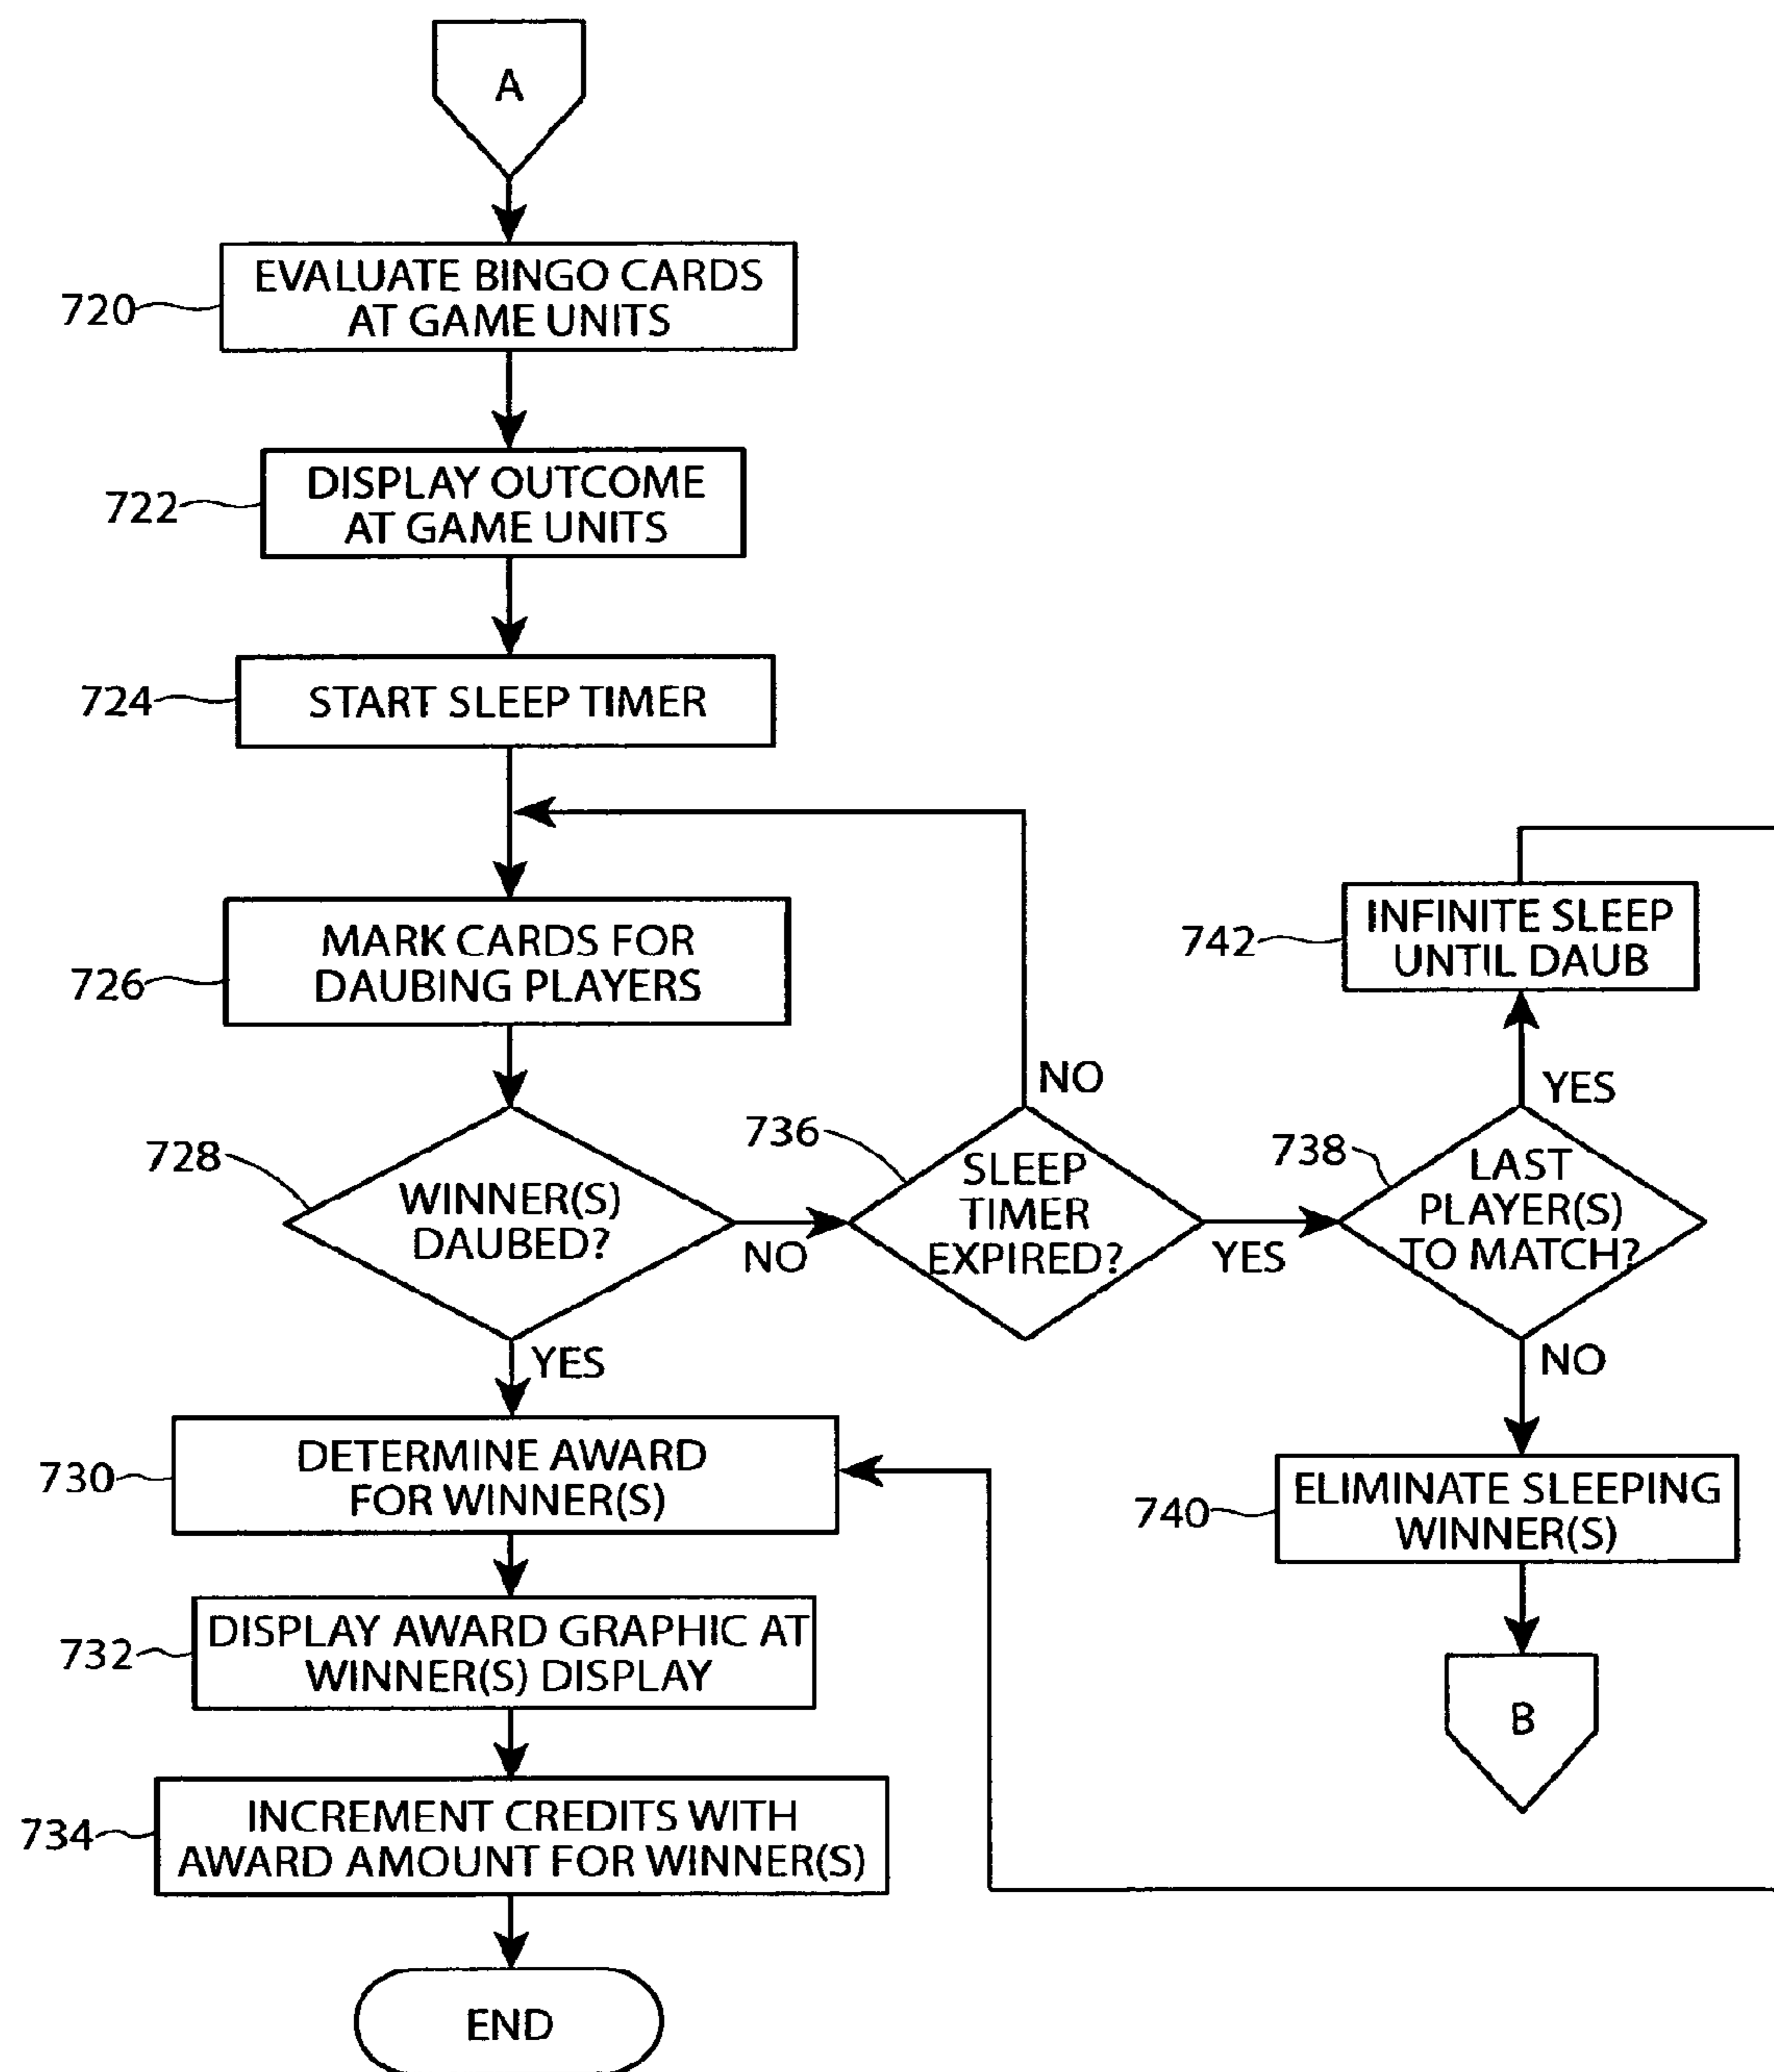 A
720
EVALUATE BINGO CARDS
AT GAME UNITS
722
DISPLAY OUTCOME
AT GAME UNITS
724
START SLEEP TIMER
726
MARK CARDS FOR
DAUBING PLAYERS
728
WINNER(S)
DAUBED?
NO
YES
736
SLEEP
TIMER
EXPIRED?
NO
YES
738
LAST
PLAYER(S)
TO MATCH?
YES
NO
742
INFINITE SLEEP
UNTIL DAUB
740
ELIMINATE SLEEPING
WINNER(S)
B
730
DETERMINE AWARD
FOR WINNER(S)
732
DISPLAY AWARD GRAPHIC AT
WINNER(S) DISPLAY
734
INCREMENT CREDITS WITH
AWARD AMOUNT FOR WINNER(S)
END